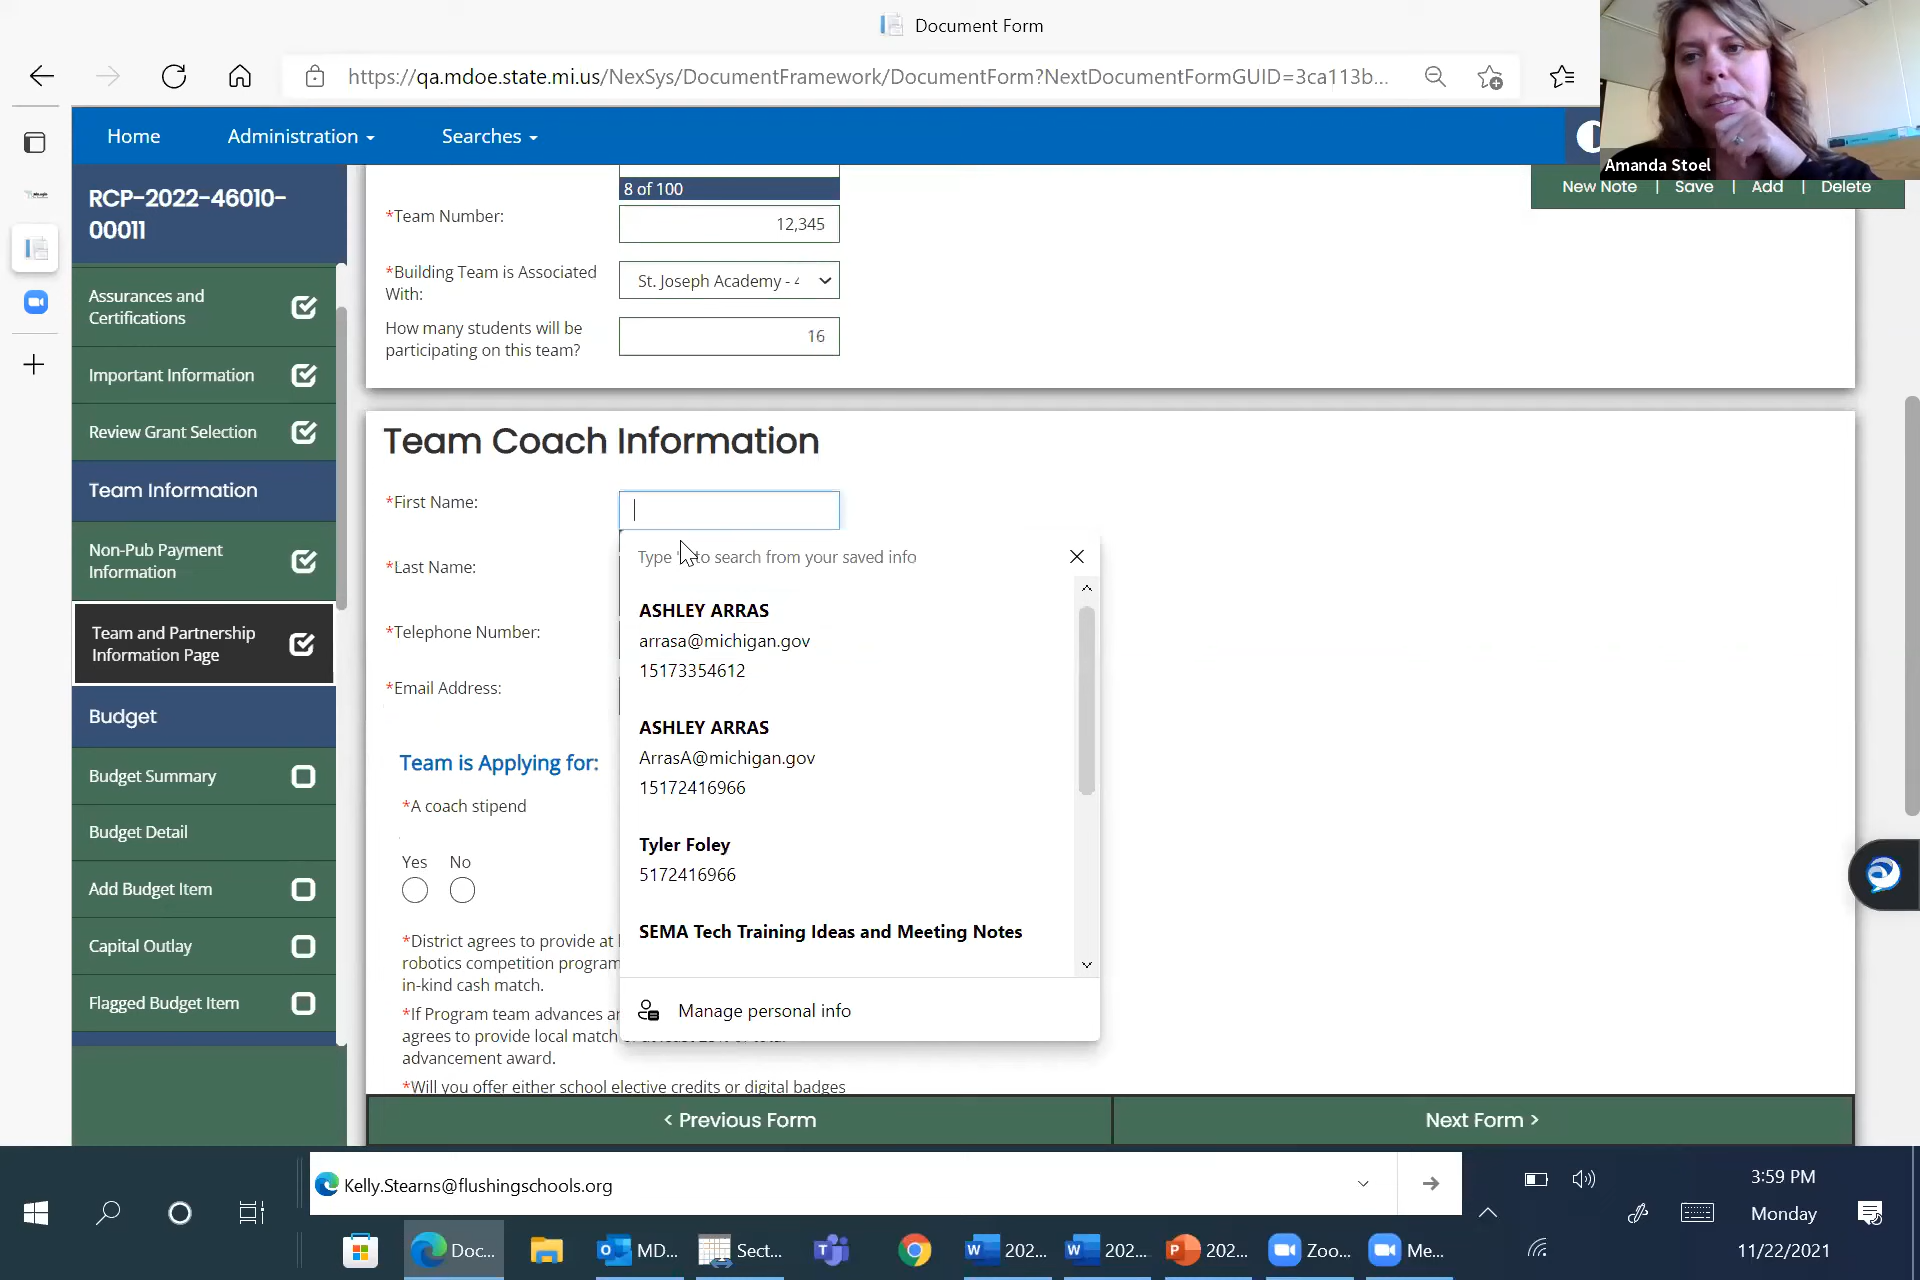 Document Form
https://qa.mdoe.state.mi.us/NexSys/DocumentFramework/DocumentForm?NextDocumentFormGUID=3ca113b...
Home
Administration
Searches
Amanda Stoel
RCP-2022-46010-
00011
New Note | Save | Add | Delete
Assurances and
Certifications
Important Information
Review Grant Selection
Team Information
Non-Pub Payment
Information
Team and Partnership
Information Page
Budget
Budget Summary
Budget Detail
Add Budget Item
Capital Outlay
Flagged Budget Item
8 of 100
*Team Number:
12,345
*Building Team is Associated
With:
St. Joseph Academy - 4
How many students will be
participating on this team?
16
Team Coach Information
*First Name:
*Last Name:
*Telephone Number:
*Email Address:
Type to search from your saved info
ASHLEY ARRAS
arrasa@michigan.gov
15173354612
ASHLEY ARRAS
ArrasA@michigan.gov
15172416966
Tyler Foley
5172416966
SEMA Tech Training Ideas and Meeting Notes
Manage personal info
Team is Applying for:
*A coach stipend
Yes No
*District agrees to provide at
robotics competition program
in-kind cash match.
*If Program team advances
agrees to provide local match
advancement award.
*Will you offer either school elective credits or digital badges
< Previous Form
Next Form >
Kelly.Stearns@flushingschools.org
3:59 PM
Monday
11/22/2021
Doc...
MD...
Sect...
202...
202...
202...
Zoo...
Me...